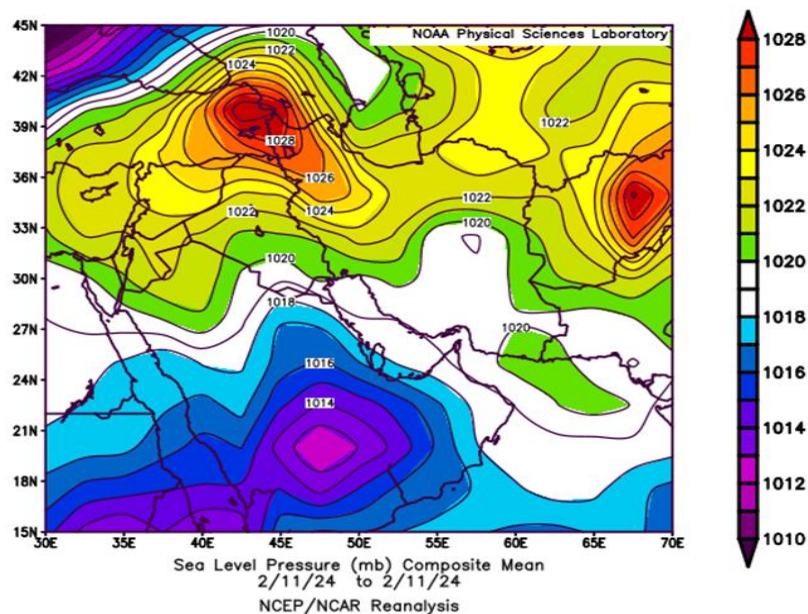 NOAA Physical Sciences Laboratory
45N
42N
39N
36N
33N
30N
27N
24N
21N
18N
15N
30E 35E 40E 45E 50E 55E 60E 65E 70E
1020
1022
1024
1022
1028
1026
1024
1022
1022
1020
1020
1018
1020
1016
1014
1028
1026
1024
1022
1020
1018
1016
1014
1012
1010
Sea Level Pressure (mb) Composite Mean
2/11/24 to 2/11/24
NCEP/NCAR Reanalysis